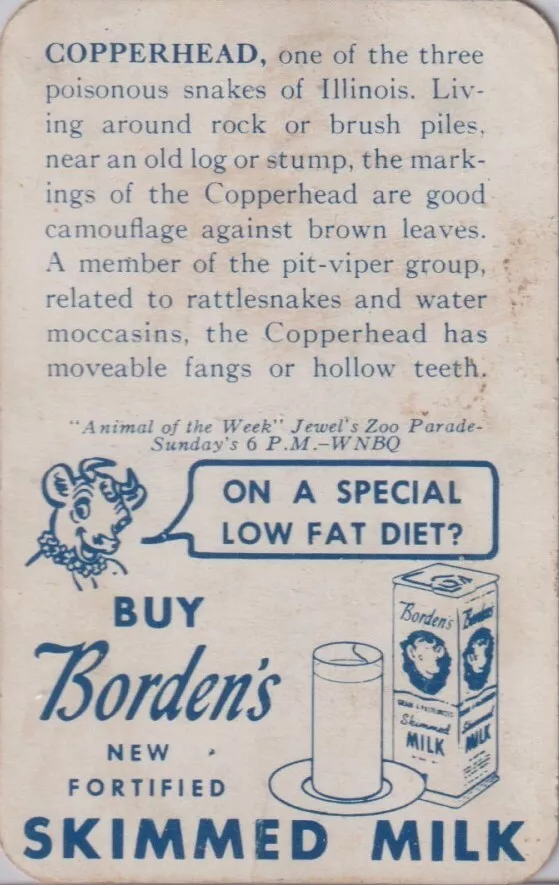 COPPERHEAD, one of the three
poisonous snakes of Illinois. Liv-
ing around rock or brush piles,
near an old log or stump, the mark-
ings of the Copperhead are good
camouflage against brown leaves.
A member of the pit-viper group,
related to rattlesnakes and water
moccasins, the Copperhead has
moveable fangs or hollow teeth.
"Animal of the Week" Jewel's Zoo Parade-
Sunday's 6 P.M.-WNBQ
ON A SPECIAL
LOW FAT DIET?
BUY
Borden's
NEW
FORTIFIED
SKIMMED MILK
Borden's
Borden's
Skimmed
MILK
Skimmed
MILK